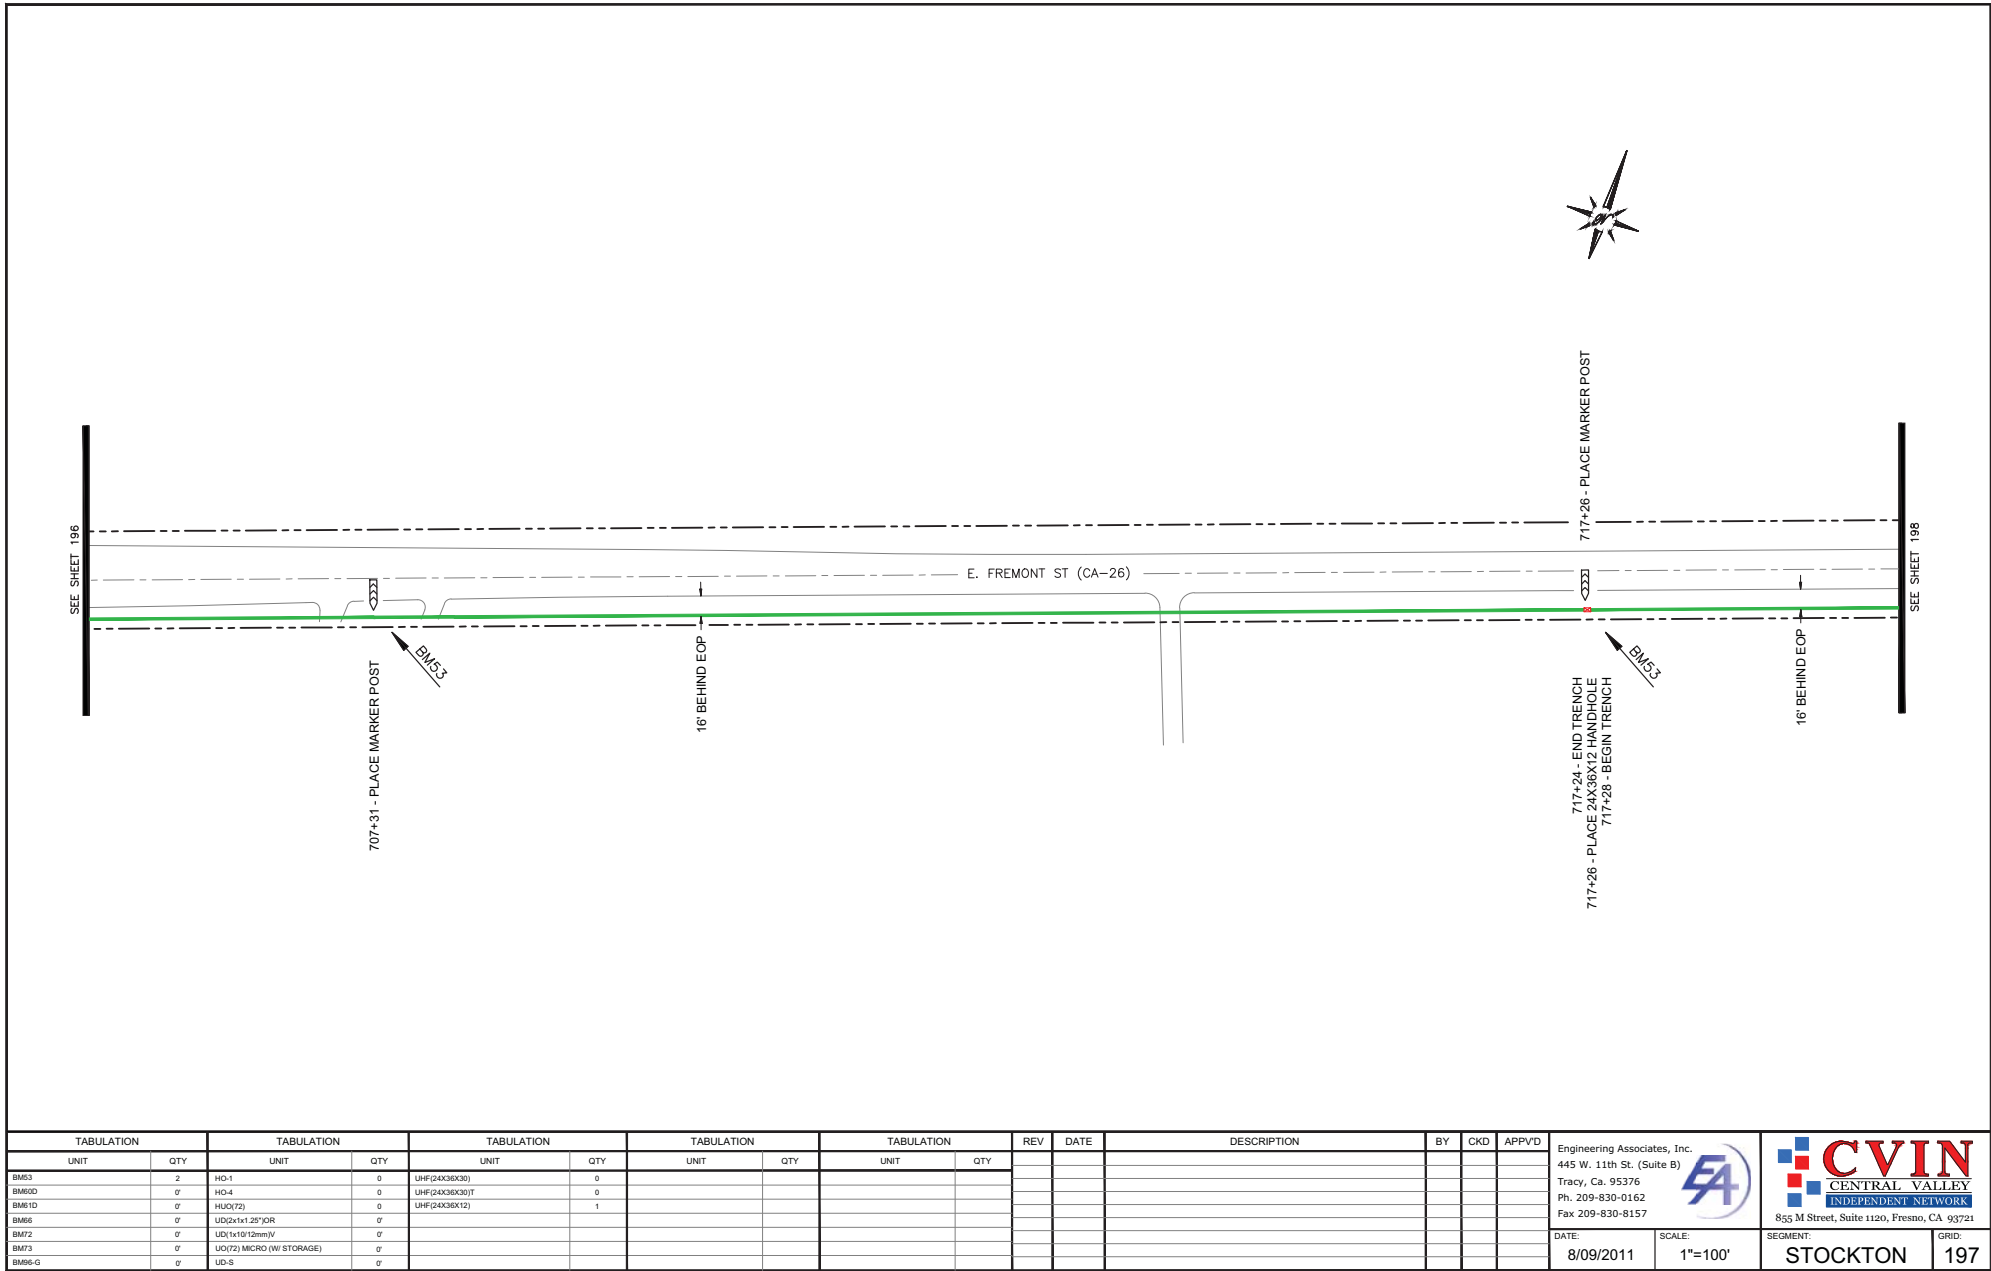 717+26 - PLACE MARKER POST
SEE SHEET 196
E. FREMONT ST (CA-26)
SEE SHEET 198
BM53
707+31 - PLACE MARKER POST
16' BEHIND EOP
BM53
717+24 - END TRENCH
717+26 - PLACE 24X36X12 HANDHOLE
717+28 - BEGIN TRENCH
16' BEHIND EOP
TABULATION TABULATION TABULATION TABULATION TABULATION REV DATE DESCRIPTION BY CKD APPV'D
UNIT QTY UNIT QTY UNIT QTY UNIT QTY UNIT QTY
BM53 2 HO-1 0 UHF(24X36X30) 0
BM60D 0' HO-4 0 UHF(24X36X30)T 0
BM61D 0' HUO(72) 0 UHF(24X36X12) 1
BM66 0' UD(2x1x1.25")OR 0'
BM72 0' UD(1x10/12mm)V 0'
BM73 0' UO(72) MICRO (W/ STORAGE) 0'
BM96-G 0' UD-S 0'
Engineering Associates, Inc.
445 W. 11th St. (Suite B)
Tracy, Ca. 95376
Ph. 209-830-0162
Fax 209-830-8157
EA
CVIN
CENTRAL VALLEY
INDEPENDENT NETWORK
855 M Street, Suite 1120, Fresno, CA 93721
DATE: SCALE: SEGMENT: GRID:
8/09/2011 1"=100' STOCKTON 197